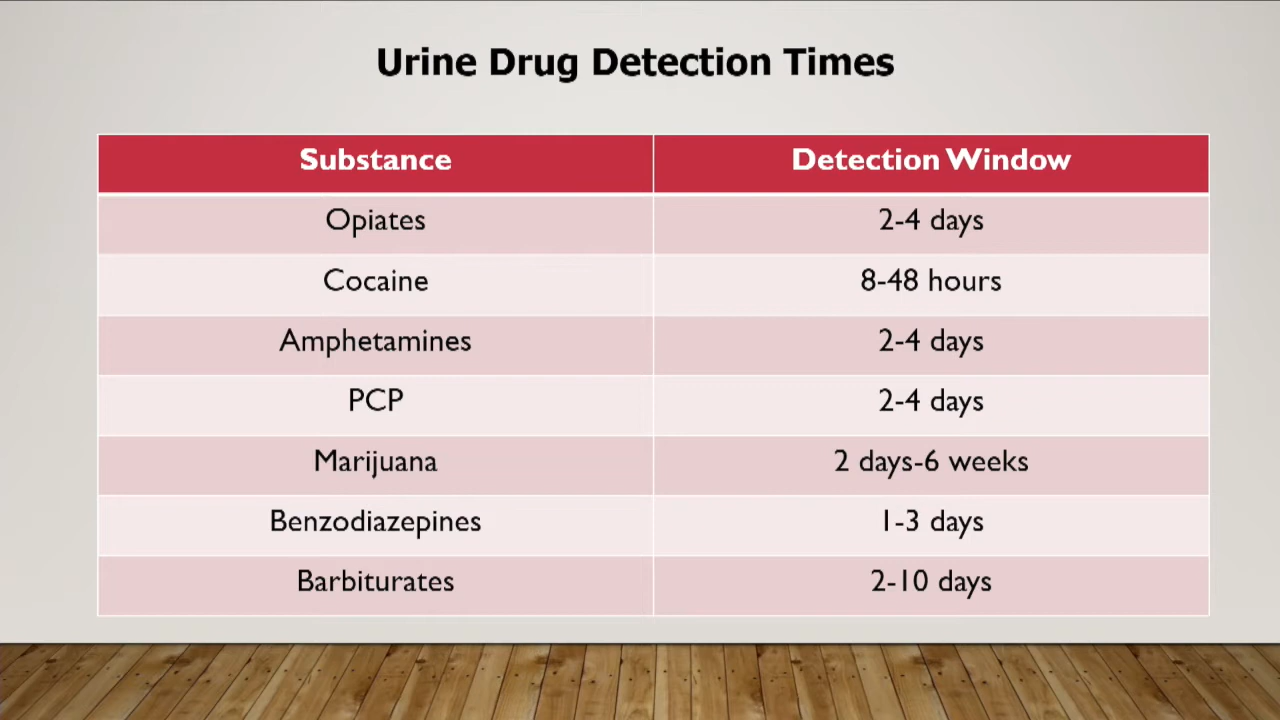 Urine Drug Detection Times
Substance Detection Window
Opiates 2-4 days
Cocaine 8-48 hours
Amphetamines 2-4 days
PCP 2-4 days
Marijuana 2 days-6 weeks
Benzodiazepines 1-3 days
Barbiturates 2-10 days